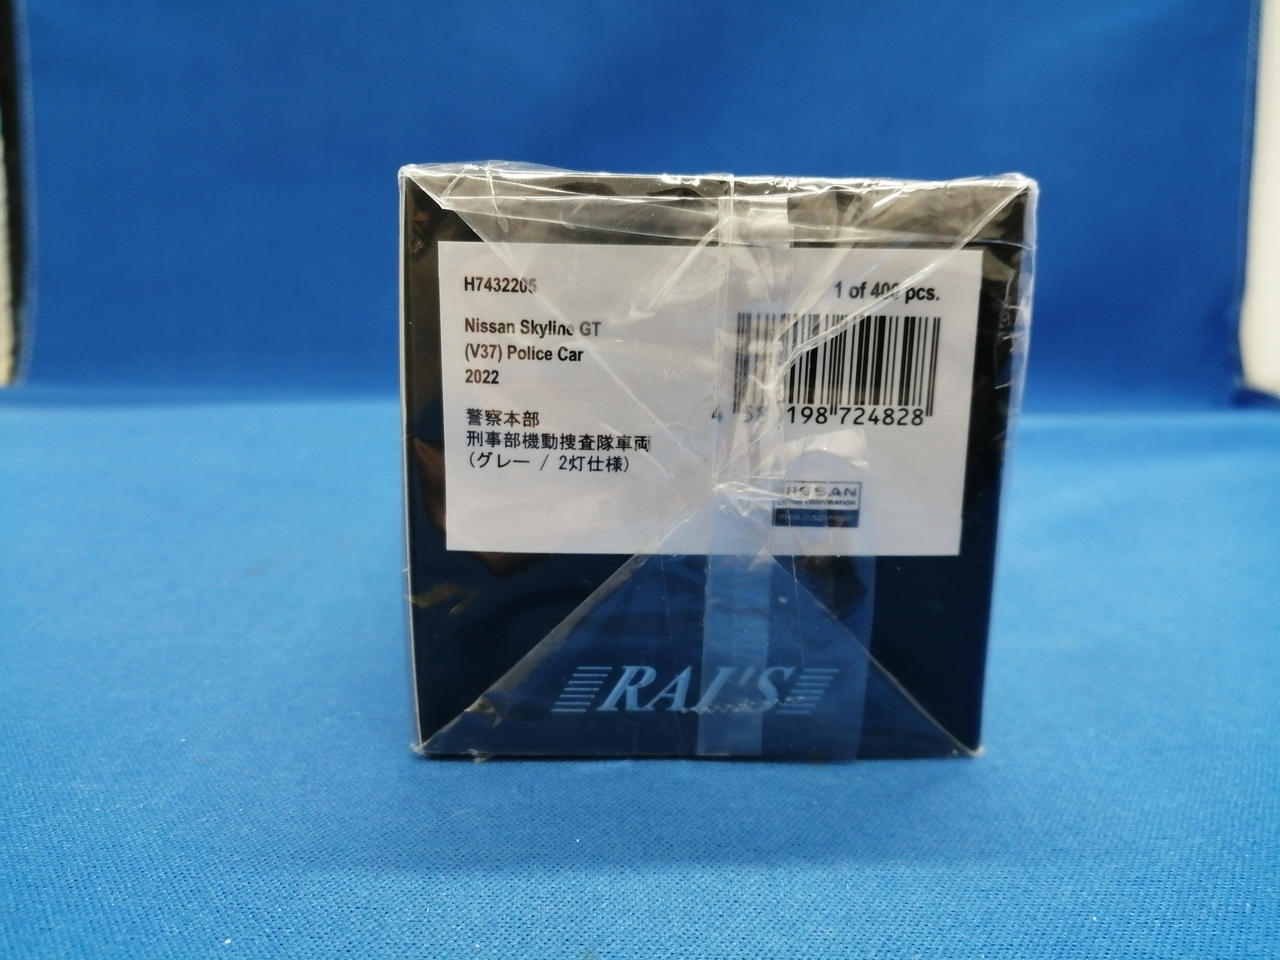 H7432205
1 of 400 pcs.
Nissan Skyline GT
(V37) Police Car
2022
198 724828
警察本部
刑事部機動捜査隊車両
(グレー / 2灯仕様)
NISSAN
RAI'S